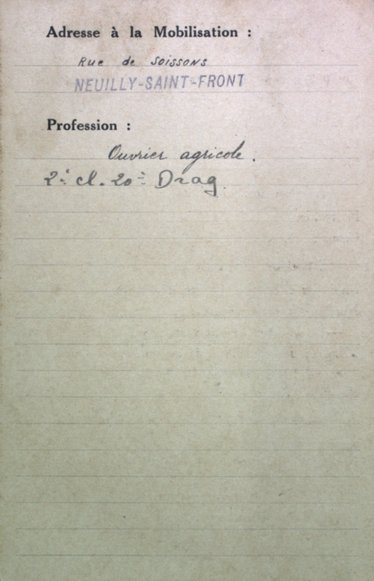 Adresse à la Mobilisation :
Rue de Soissons
NEUILLY-SAINT-FRONT
Profession :
Ouvrier agricole.
2e cl. 20e Drag